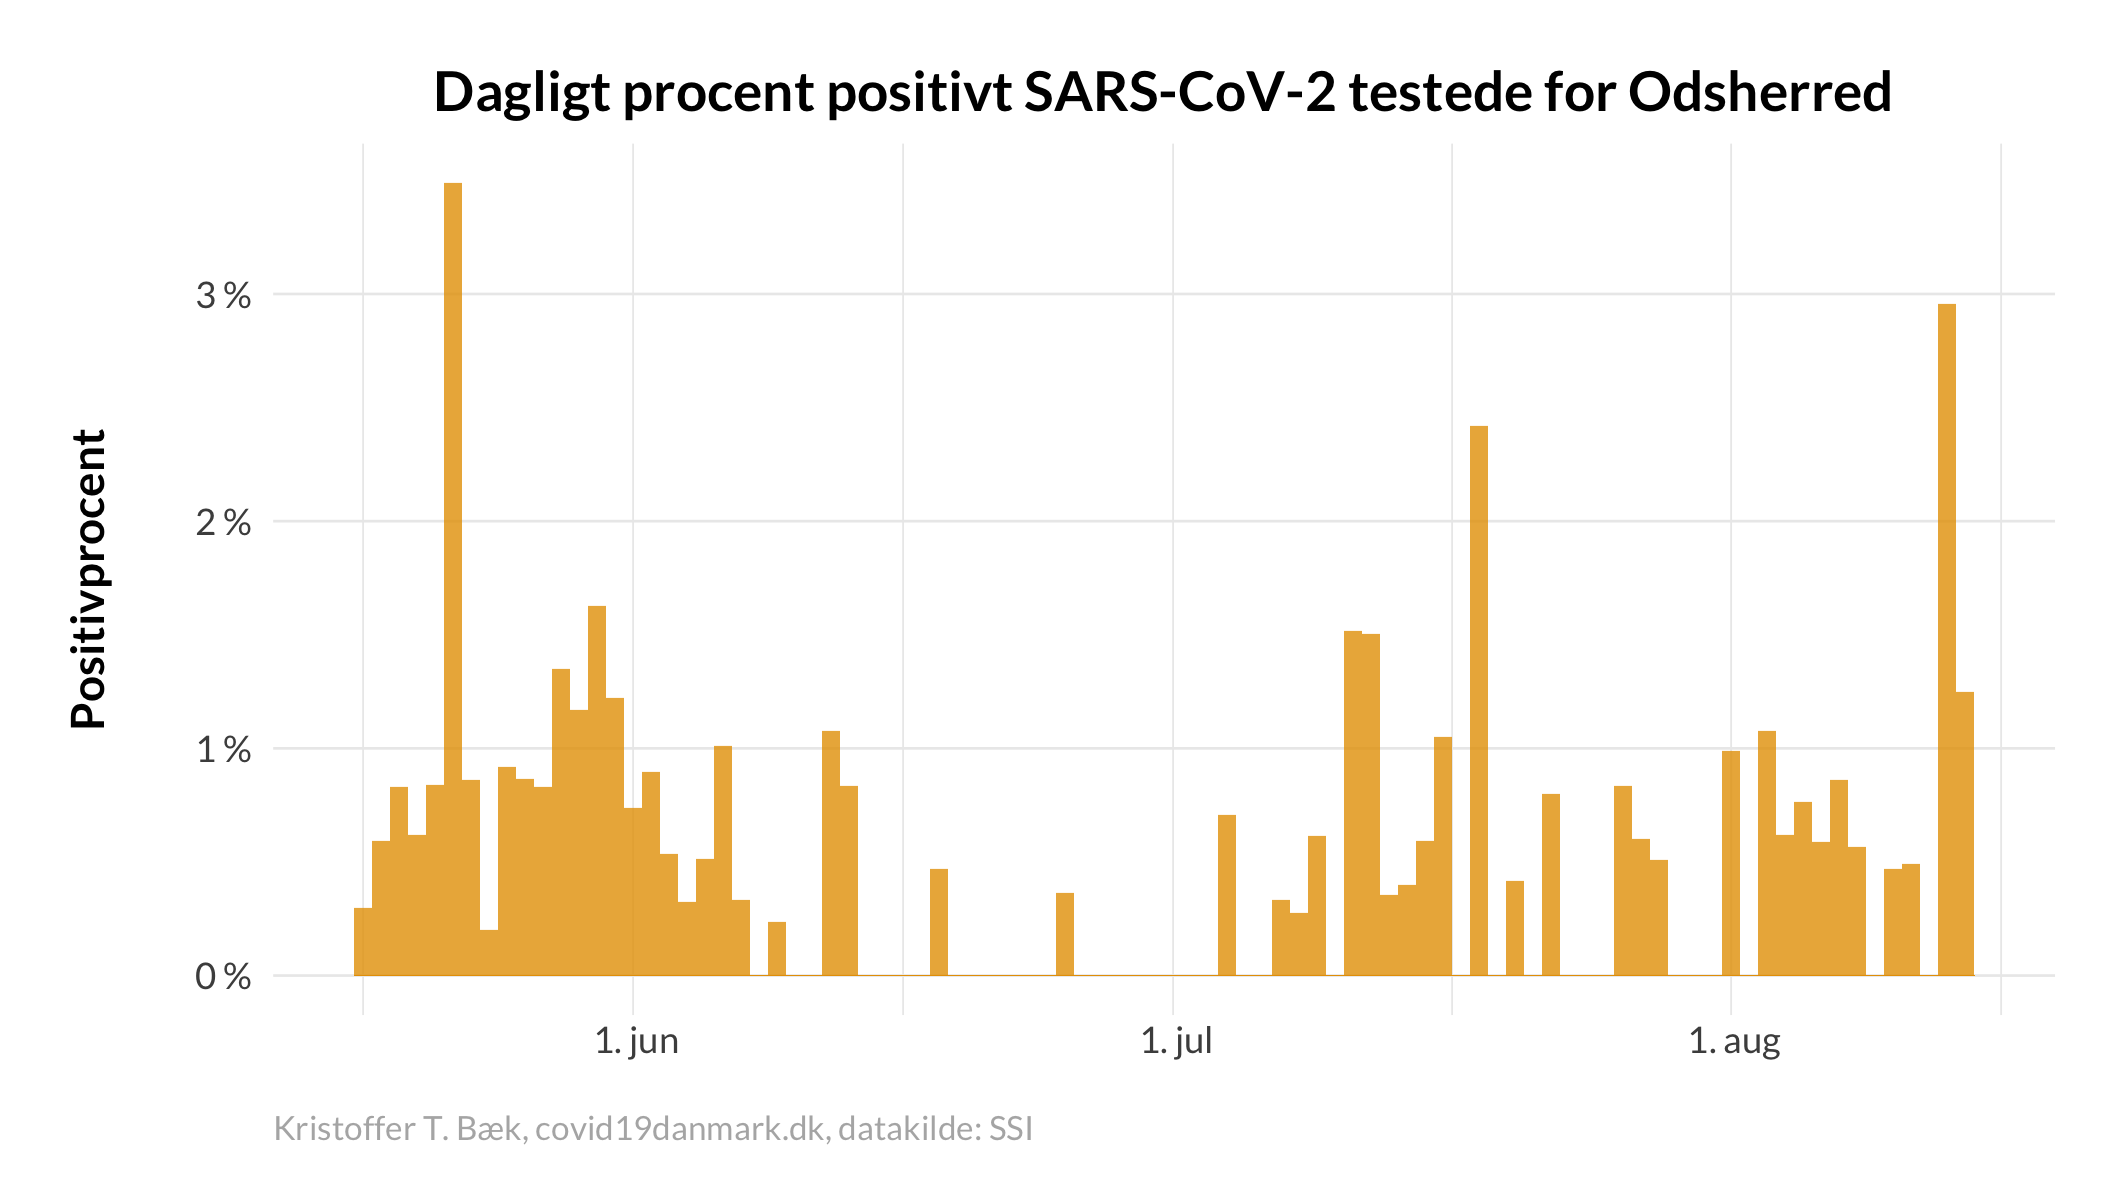 Dagligt procent positivt SARS-CoV-2 testede for Odsherred
Positivprocent
3 %
2 %
1 %
0 %
1. jun
1. jul
1. aug
Kristoffer T. Bæk, covid19danmark.dk, datakilde: SSI